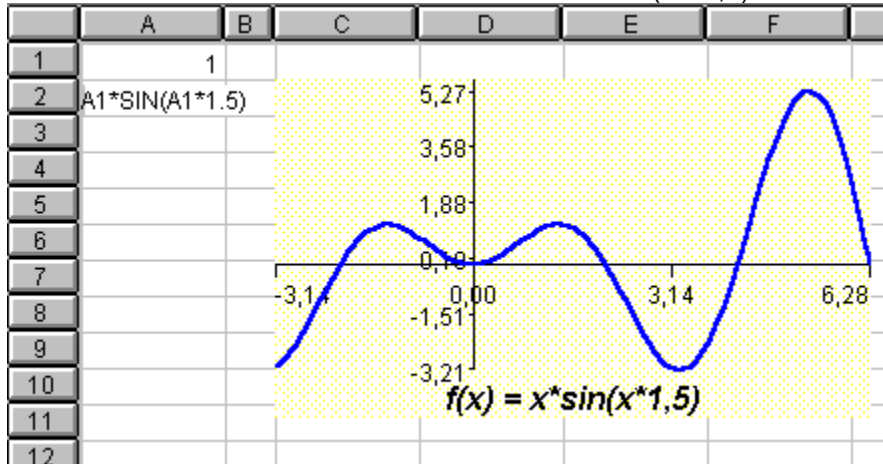 A B C D E F
1 1
2 A1*SIN(A1*1.5) 5,27
3
4 3,58
5 1,88
6
7 0,18
-3,14 0,00 3,14 6,28
8 -1,51
9
10 -3,21
f(x) = x*sin(x*1,5)
11
12